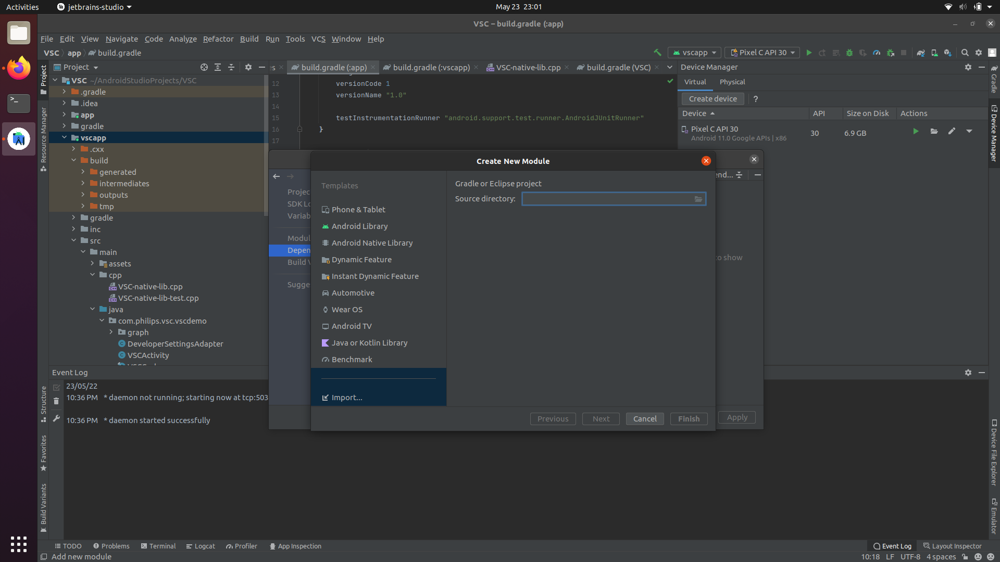 Activities
jetbrains-studio
May 23 23:01
VSC – build.gradle (:app)
File Edit View Navigate Code Analyze Refactor Build Run Tools VCS Window Help
VSC app build.gradle
vscapp
Pixel C API 30
Project
build.gradle (:app)
build.gradle (:vscapp)
VSC-native-lib.cpp
build.gradle (VSC)
Device Manager
VSC ~/AndroidStudioProjects/VSC
.gradle
.idea
app
gradle
vscapp
.cxx
build
generated
intermediates
outputs
tmp
gradle
inc
src
main
assets
cpp
VSC-native-lib.cpp
VSC-native-lib-test.cpp
java
com.philips.vsc.vscdemo
graph
DeveloperSettingsAdapter
VSCActivity
12 versionCode 1
13 versionName "1.0"
14
15 testInstrumentationRunner "android.support.test.runner.AndroidJUnitRunner"
16 }
17
Virtual Physical
Create device ?
Device API Size on Disk Actions
Pixel C API 30
Android 11.0 Google APIs | x86
30
6.9 GB
Projec
SDK Lo
Variab
Modul
Depen
Build V
Sugge
end...
to show
Apply
Create New Module
Templates
Phone & Tablet
Android Library
Android Native Library
Dynamic Feature
Instant Dynamic Feature
Automotive
Wear OS
Android TV
Java or Kotlin Library
Benchmark
Import...
Gradle or Eclipse project
Source directory:
Previous Next Cancel Finish
Event Log
23/05/22
10:36 PM * daemon not running; starting now at tcp:503
10:36 PM * daemon started successfully
Project
Resource Manager
Structure
Favorites
Build Variants
Gradle
Device Manager
Device File Explorer
Emulator
TODO Problems Terminal Logcat Profiler App Inspection
Event Log Layout Inspector
Add new module
10:18 LF UTF-8 4 spaces